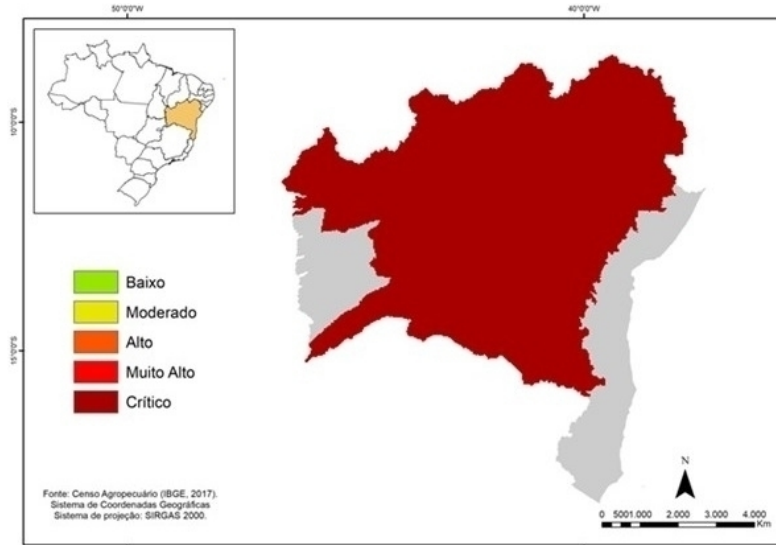 50°0'0"W
40°0'0"W
10°0'0"S
15°0'0"S
Baixo
Moderado
Alto
Muito Alto
Crítico
Fonte: Censo Agropecuário (IBGE, 2017).
Sistema de Coordenadas Geográficas
Sistema de projeção: SIRGAS 2000.
N
0 5001.000 2.000 3.000 4.000
Km